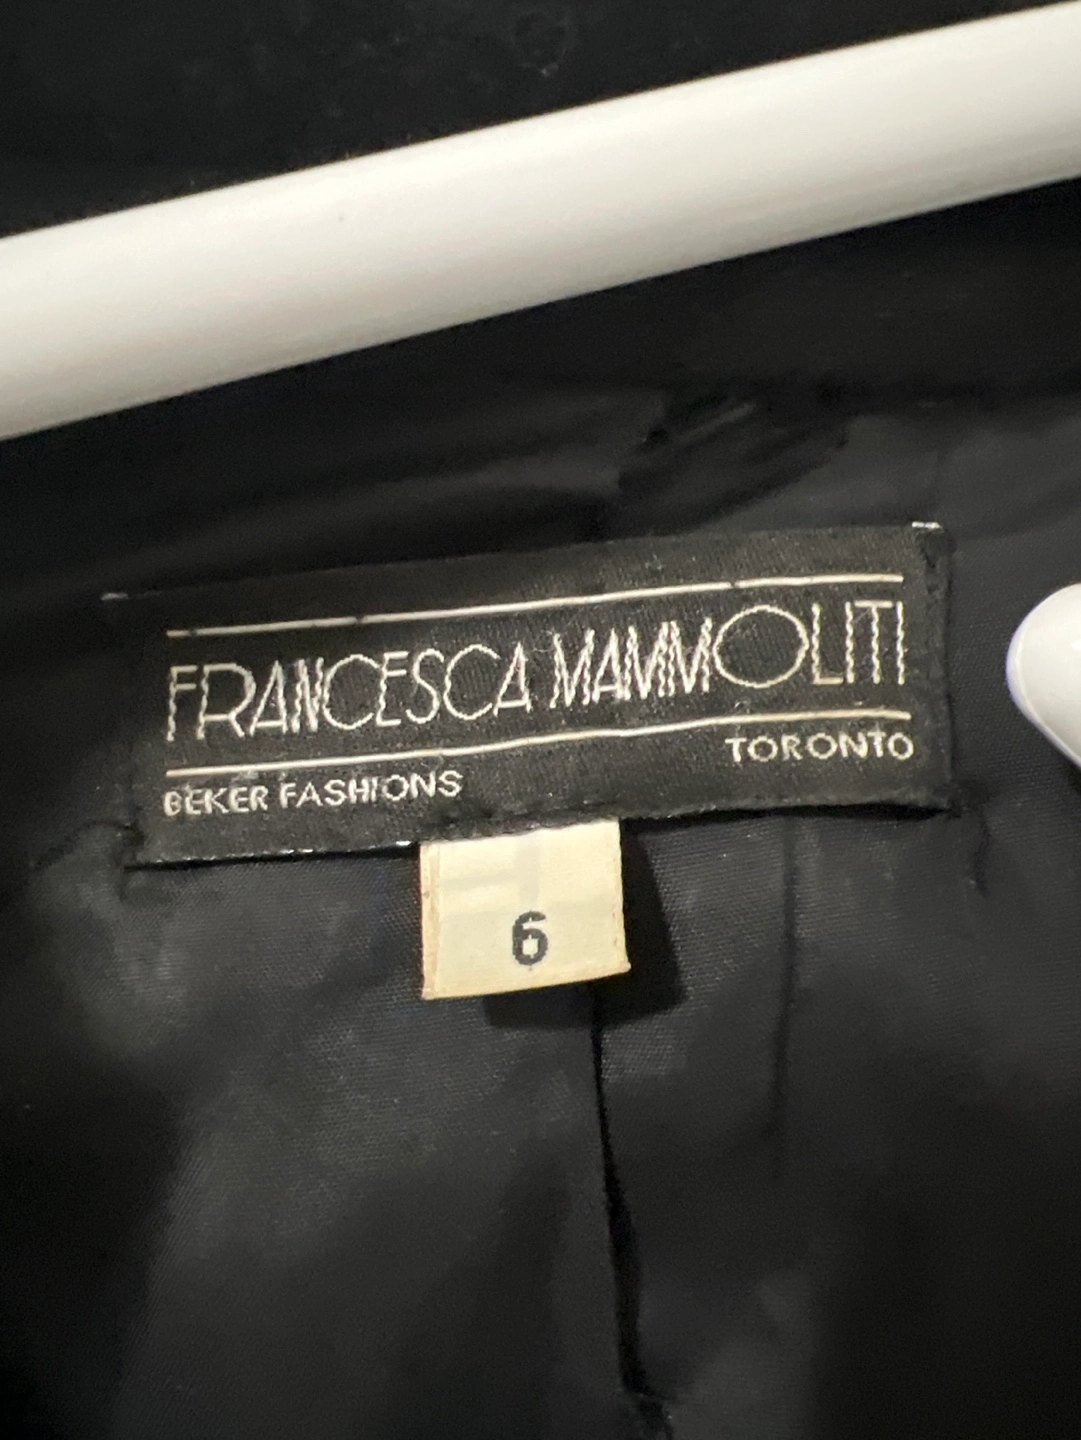 FRANCESCA MAMMOLITI
TORONTO
BEKER FASHIONS
6